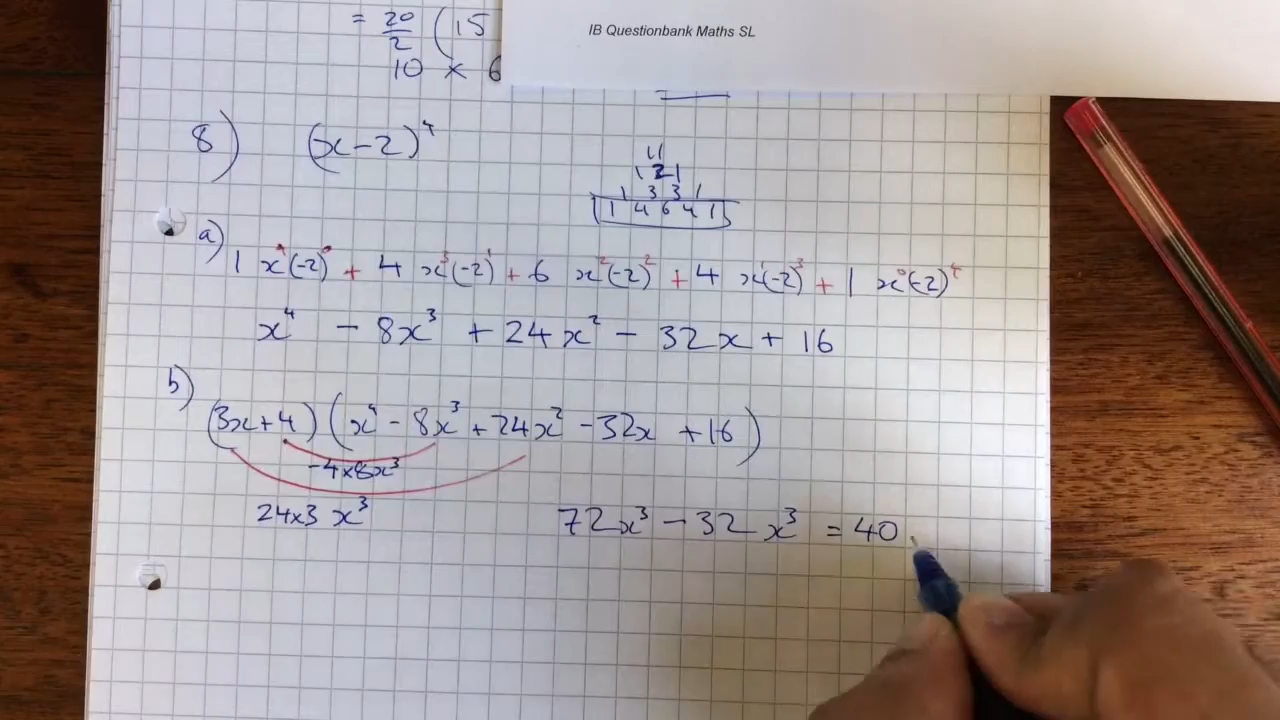 = 20/2 (15
IB Questionbank Maths SL
10 × 6
8) (x-2)⁴
1 1
1 2 1
1 3 3 1
1 4 6 4 1
a) 1 x⁴(-2)⁰ + 4 x³(-2)¹ + 6 x²(-2)² + 4 x¹(-2)³ + 1 x⁰(-2)⁴
x⁴ - 8x³ + 24x² - 32x + 16
b)
(3x+4)(x⁴ - 8x³ + 24x² - 32x + 16)
-4×8x³
24×3 x³
72x³ - 32x³ = 40